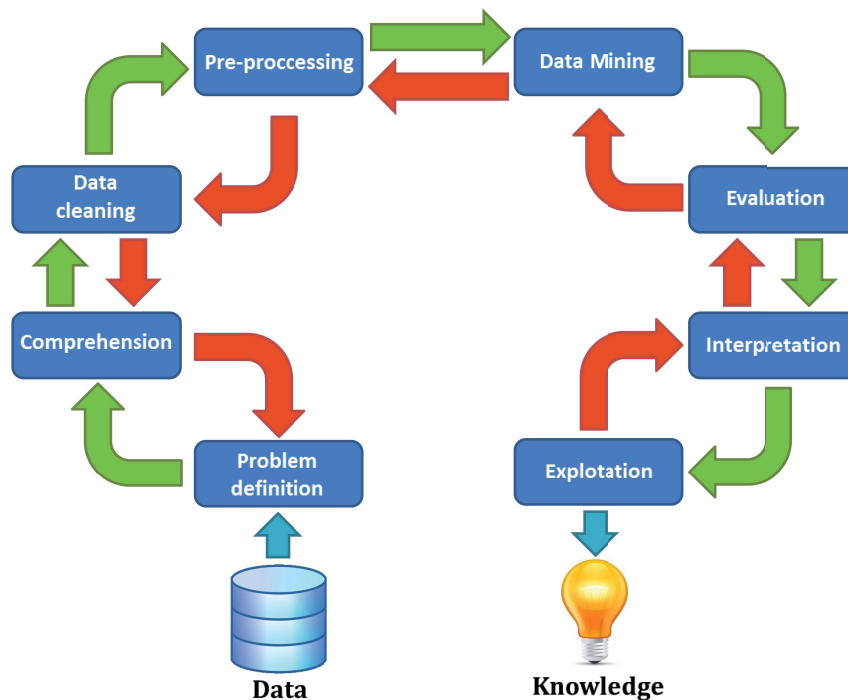 Pre-proccessing
Data Mining
Data
cleaning
Evaluation
Comprehension
Interpretation
Problem
definition
Explotation
Data
Knowledge